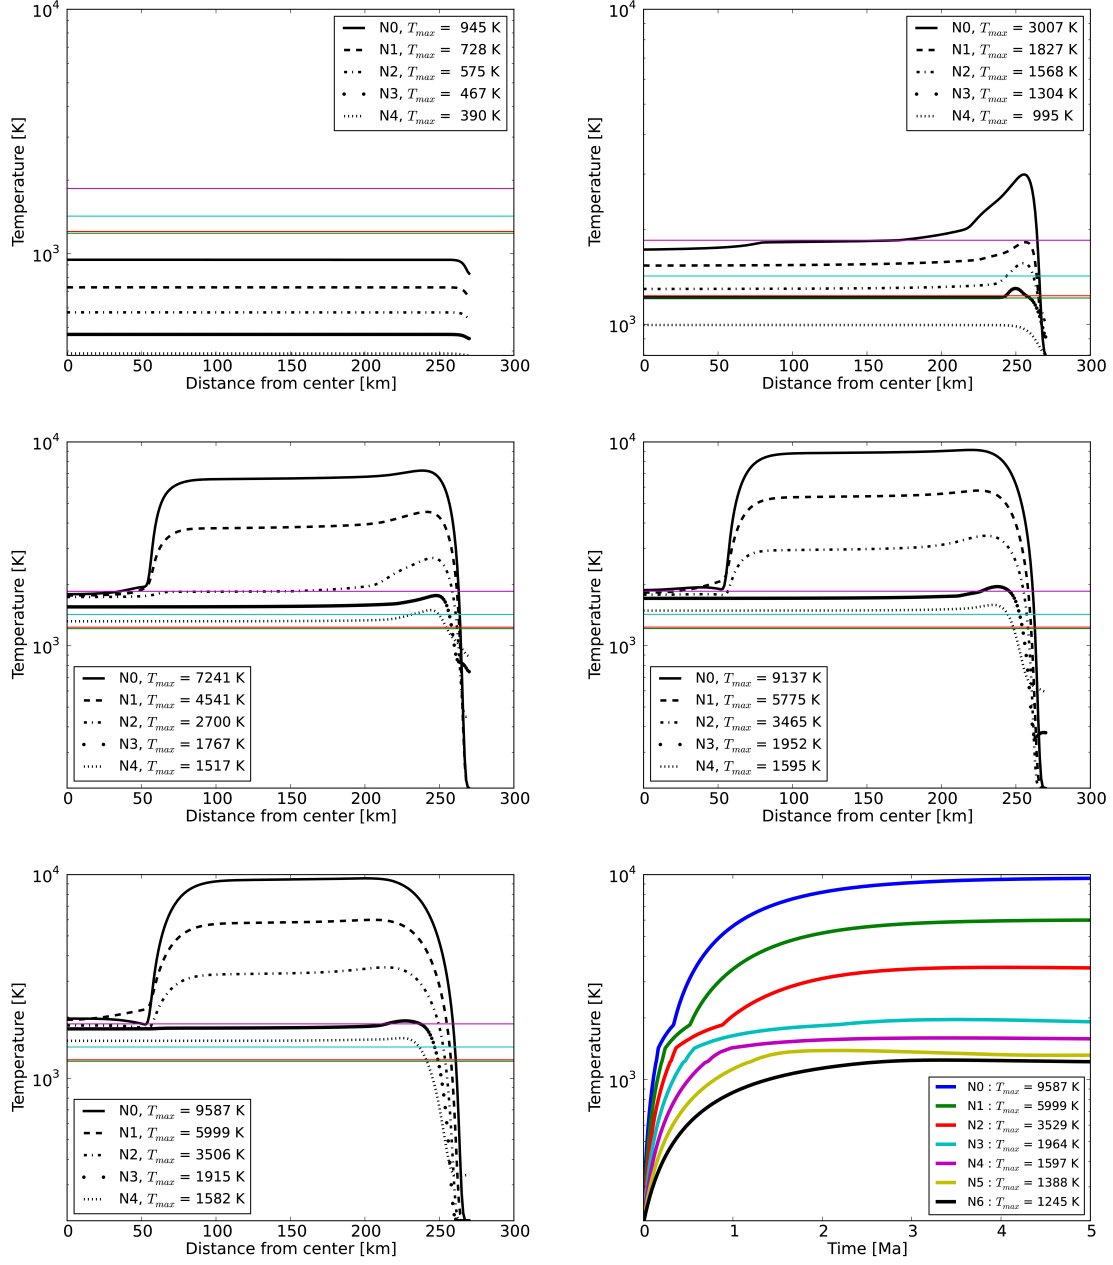 10^4
N0, T_max = 945 K
N1, T_max = 728 K
N2, T_max = 575 K
N3, T_max = 467 K
N4, T_max = 390 K
Temperature [K]
10^3
0 50 100 150 200 250 300
Distance from center [km]
10^4
N0, T_max = 3007 K
N1, T_max = 1827 K
N2, T_max = 1568 K
N3, T_max = 1304 K
N4, T_max = 995 K
Temperature [K]
10^3
0 50 100 150 200 250 300
Distance from center [km]
10^4
Temperature [K]
10^3
N0, T_max = 7241 K
N1, T_max = 4541 K
N2, T_max = 2700 K
N3, T_max = 1767 K
N4, T_max = 1517 K
0 50 100 150 200 250 300
Distance from center [km]
10^4
Temperature [K]
10^3
N0, T_max = 9137 K
N1, T_max = 5775 K
N2, T_max = 3465 K
N3, T_max = 1952 K
N4, T_max = 1595 K
0 50 100 150 200 250 300
Distance from center [km]
10^4
Temperature [K]
10^3
N0, T_max = 9587 K
N1, T_max = 5999 K
N2, T_max = 3506 K
N3, T_max = 1915 K
N4, T_max = 1582 K
0 50 100 150 200 250 300
Distance from center [km]
10^4
Temperature [K]
10^3
N0 : T_max = 9587 K
N1 : T_max = 5999 K
N2 : T_max = 3529 K
N3 : T_max = 1964 K
N4 : T_max = 1597 K
N5 : T_max = 1388 K
N6 : T_max = 1245 K
0 1 2 3 4 5
Time [Ma]